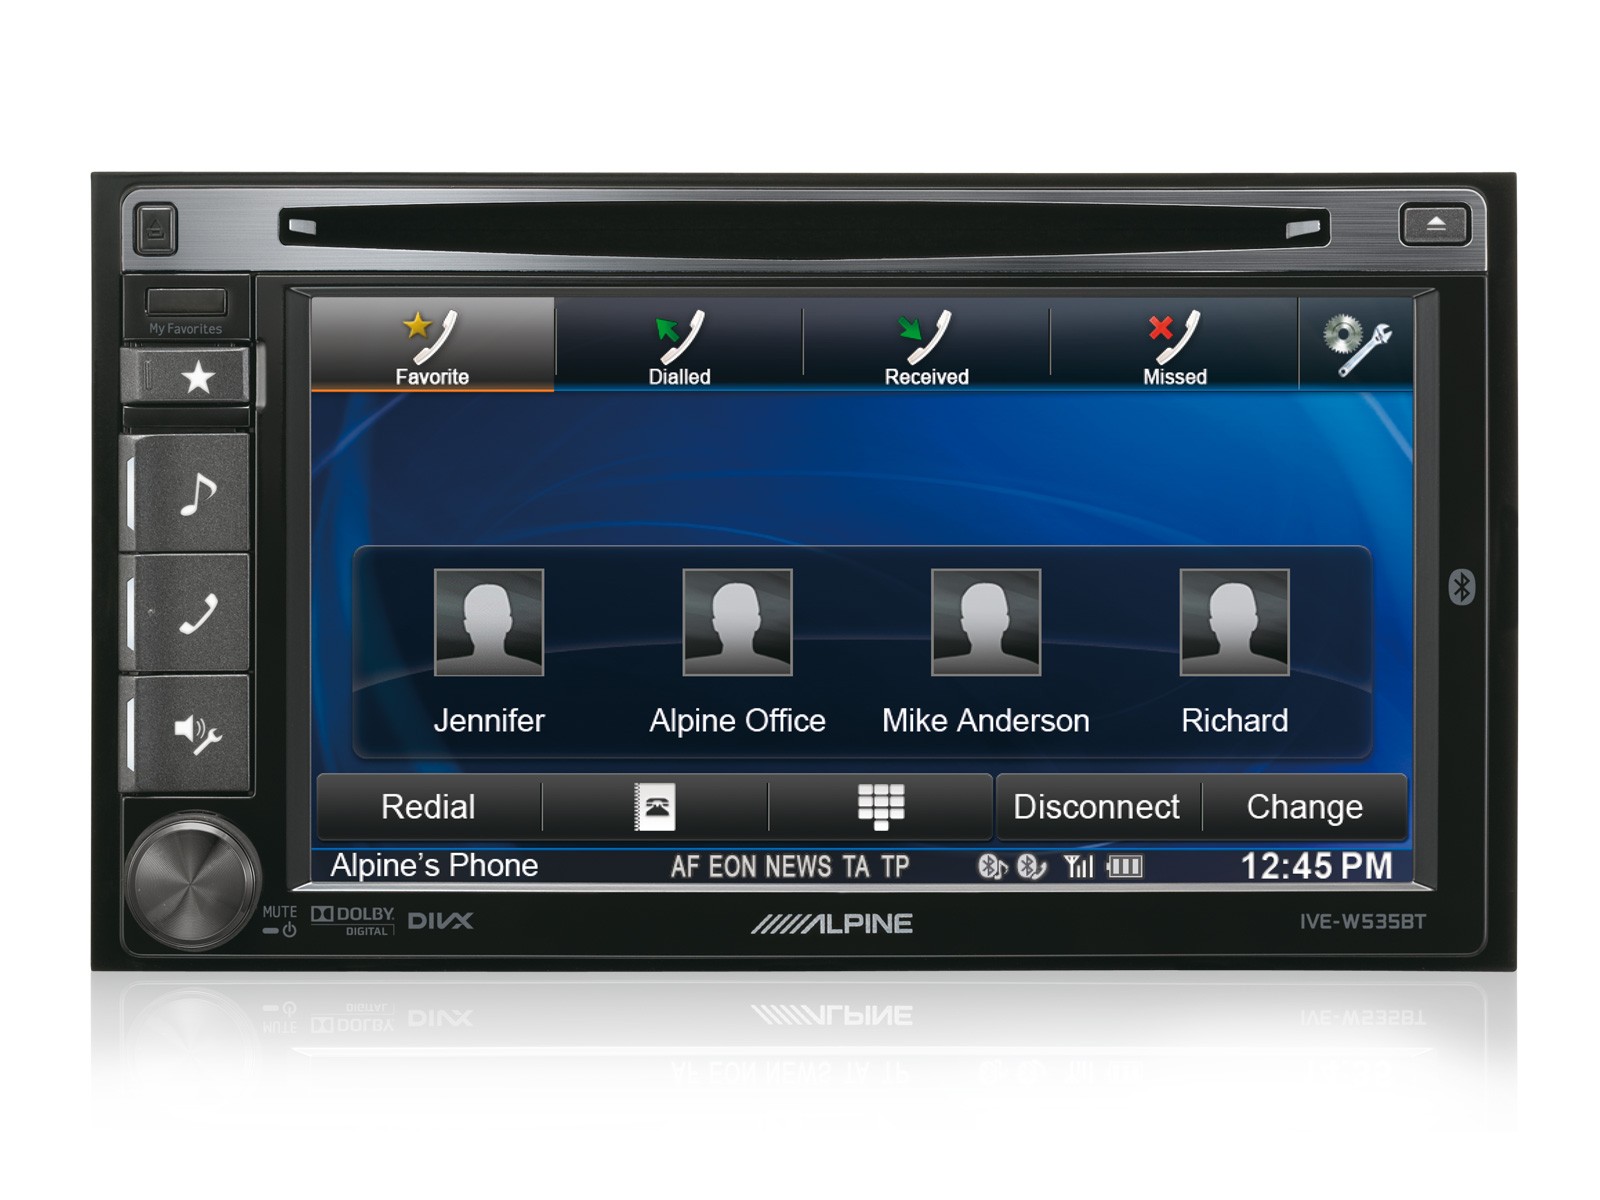 My Favorites
Favorite Dialled Received Missed
Jennifer Alpine Office Mike Anderson Richard
Redial Disconnect Change
Alpine's Phone AF EON NEWS TA TP 12:45 PM
MUTE DOLBY DIGITAL DIVX ALPINE IVE-W535BT